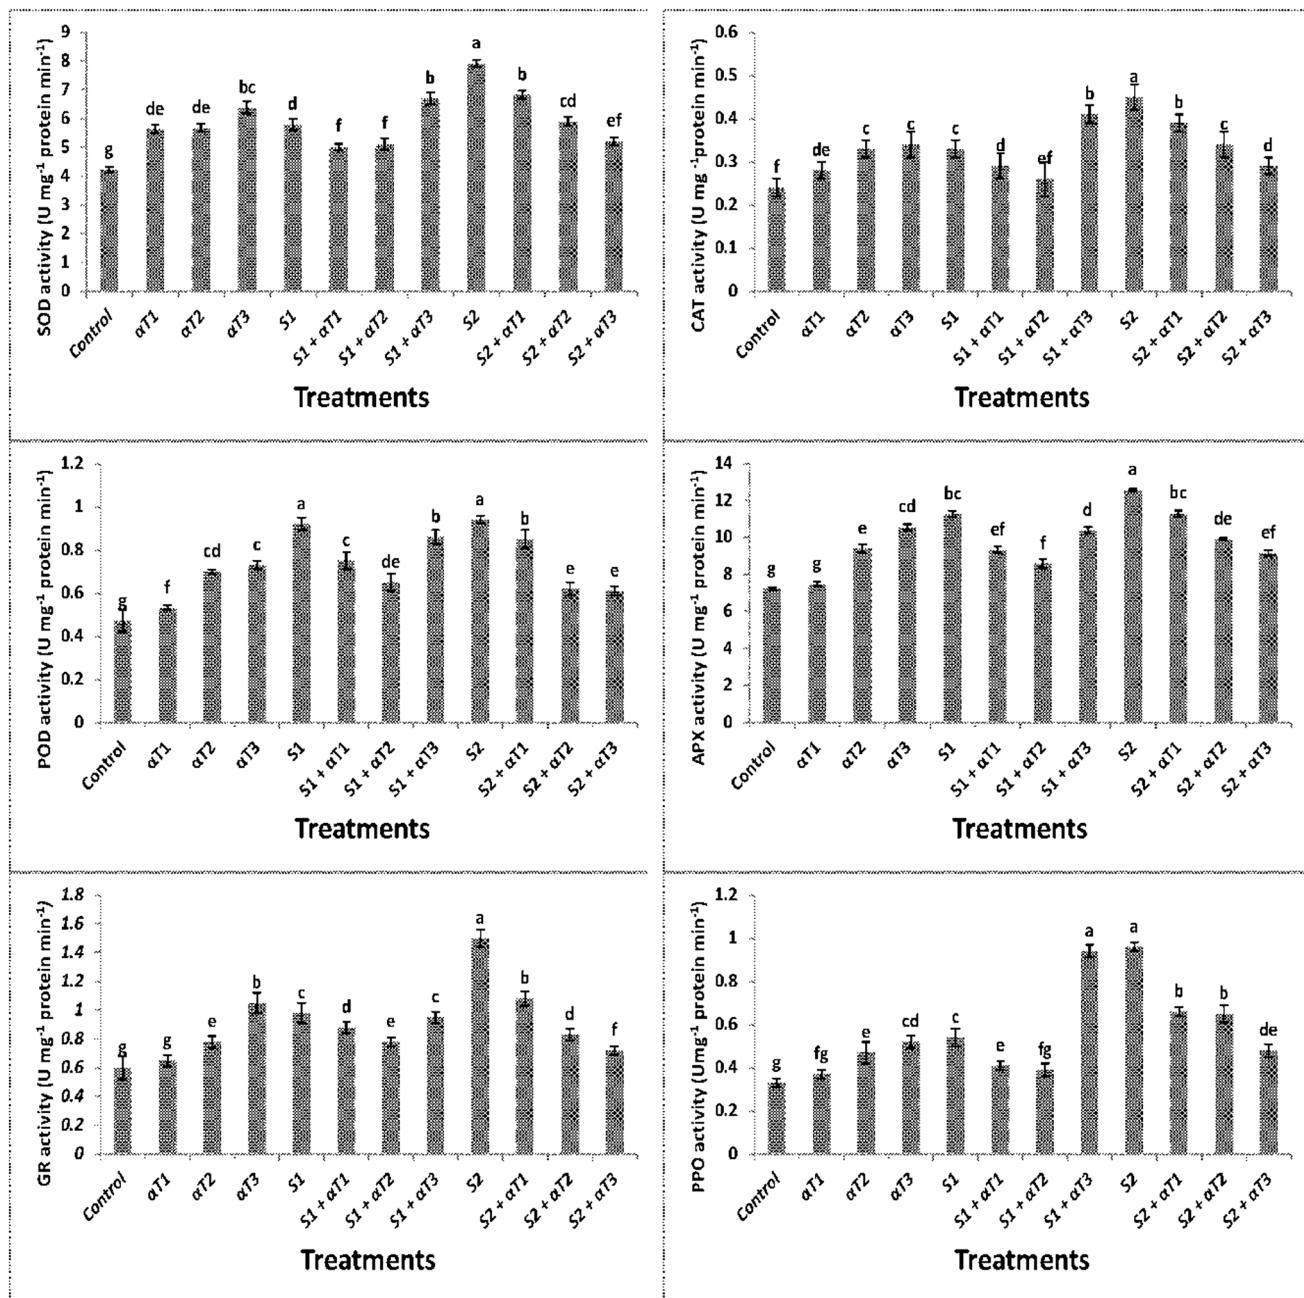 SOD activity (U mg⁻¹ protein min⁻¹)
9
8
7
6
5
4
3
2
1
0
g
de
de
bc
d
f
f
b
a
b
cd
ef
Control
αT1
αT2
αT3
S1
S1 + αT1
S1 + αT2
S1 + αT3
S2
S2 + αT1
S2 + αT2
S2 + αT3
Treatments
CAT activity (U mg ⁻¹protein min⁻¹)
0.6
0.5
0.4
0.3
0.2
0.1
0
f
de
c
c
c
d
ef
b
a
b
c
d
Control
αT1
αT2
αT3
S1
S1 + αT1
S1 + αT2
S1 + αT3
S2
S2 + αT1
S2 + αT2
S2 + αT3
Treatments
POD activity (U mg⁻¹ protein min⁻¹)
1.2
1
0.8
0.6
0.4
0.2
0
g
f
cd
c
a
c
de
b
a
b
e
e
Control
αT1
αT2
αT3
S1
S1 + αT1
S1 + αT2
S1 + αT3
S2
S2 + αT1
S2 + αT2
S2 + αT3
Treatments
APX activity (U mg⁻¹ protein min⁻¹)
14
12
10
8
6
4
2
0
g
g
e
cd
bc
ef
f
d
a
bc
de
ef
Control
αT1
αT2
αT3
S1
S1 + αT1
S1 + αT2
S1 + αT3
S2
S2 + αT1
S2 + αT2
S2 + αT3
Treatments
GR activity (U mg⁻¹ protein min⁻¹)
1.8
1.6
1.4
1.2
1
0.8
0.6
0.4
0.2
0
g
g
e
b
c
d
e
c
a
b
d
f
Control
αT1
αT2
αT3
S1
S1 + αT1
S1 + αT2
S1 + αT3
S2
S2 + αT1
S2 + αT2
S2 + αT3
Treatments
PPO activity (Umg⁻¹ protein min⁻¹)
1.2
1
0.8
0.6
0.4
0.2
0
g
fg
e
cd
c
e
fg
a
a
b
b
de
Control
αT1
αT2
αT3
S1
S1 + αT1
S1 + αT2
S1 + αT3
S2
S2 + αT1
S2 + αT2
S2 + αT3
Treatments